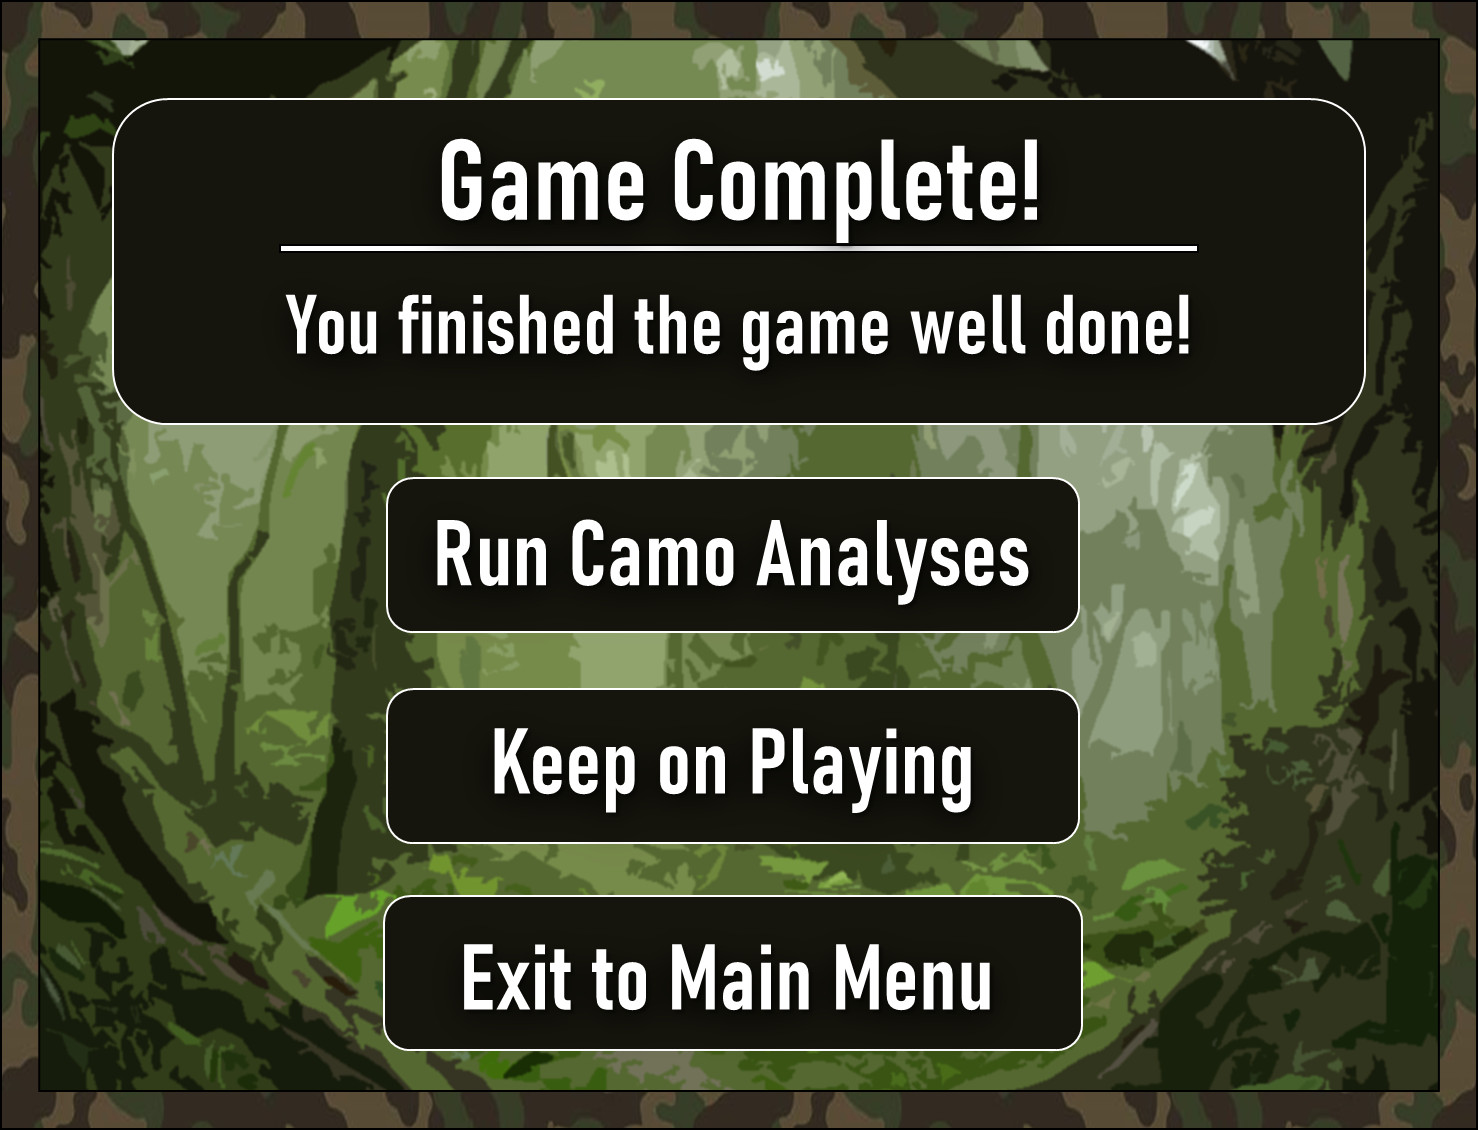 Game Complete!
You finished the game well done!
Run Camo Analyses
Keep on Playing
Exit to Main Menu